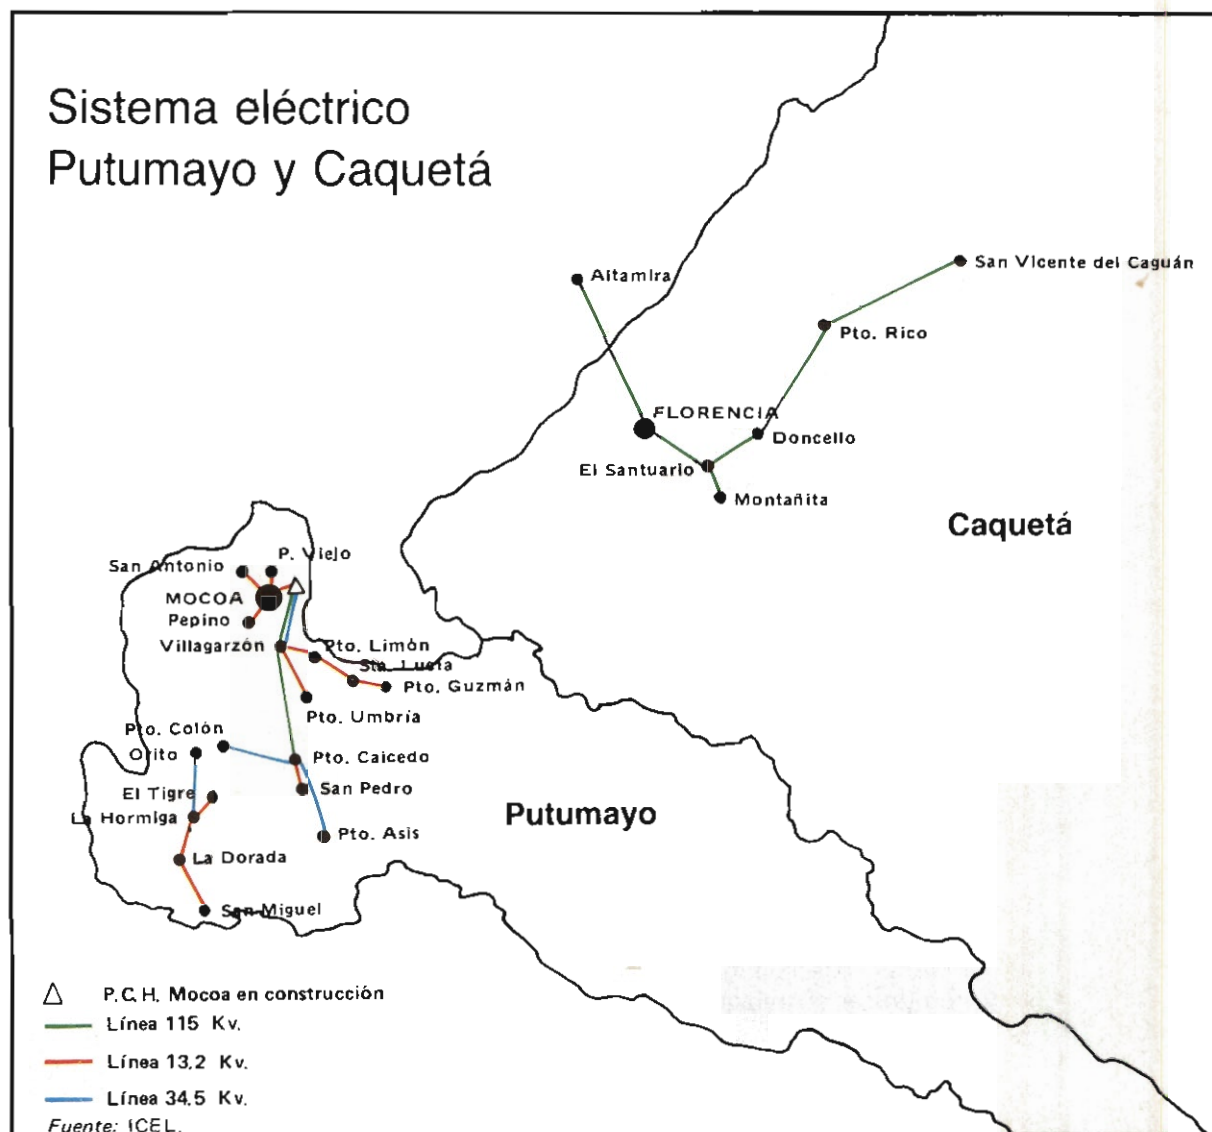 Sistema eléctrico
Putumayo y Caquetá
Altamira
San Vicente del Caguán
Pto. Rico
FLORENCIA
Doncello
El Santuario
Montañita
Caquetá
P. Viejo
San Antonio
MOCOA
Pepino
Villagarzón
Pto. Limón
Sta. Lucía
Pto. Guzmán
Pto. Umbría
Pto. Colón
Orito
Pto. Caicedo
El Tigre
San Pedro
La Hormiga
Pto. Asis
Putumayo
La Dorada
San Miguel
P.C.H. Mocoa en construcción
Línea 115 Kv.
Línea 13.2 Kv.
Línea 34.5 Kv.
Fuente: ICEL.